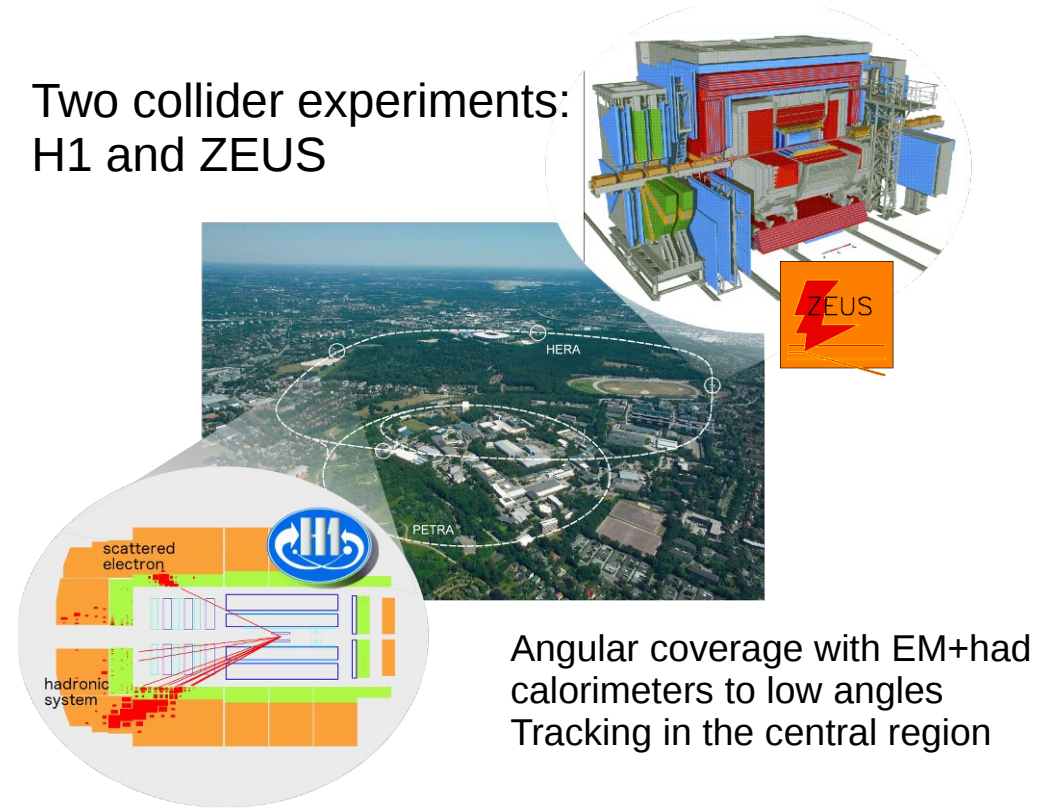 Two collider experiments:
H1 and ZEUS
ZEUS
HERA
PETRA
H1
scattered
electron
hadronic
system
Angular coverage with EM+had
calorimeters to low angles
Tracking in the central region